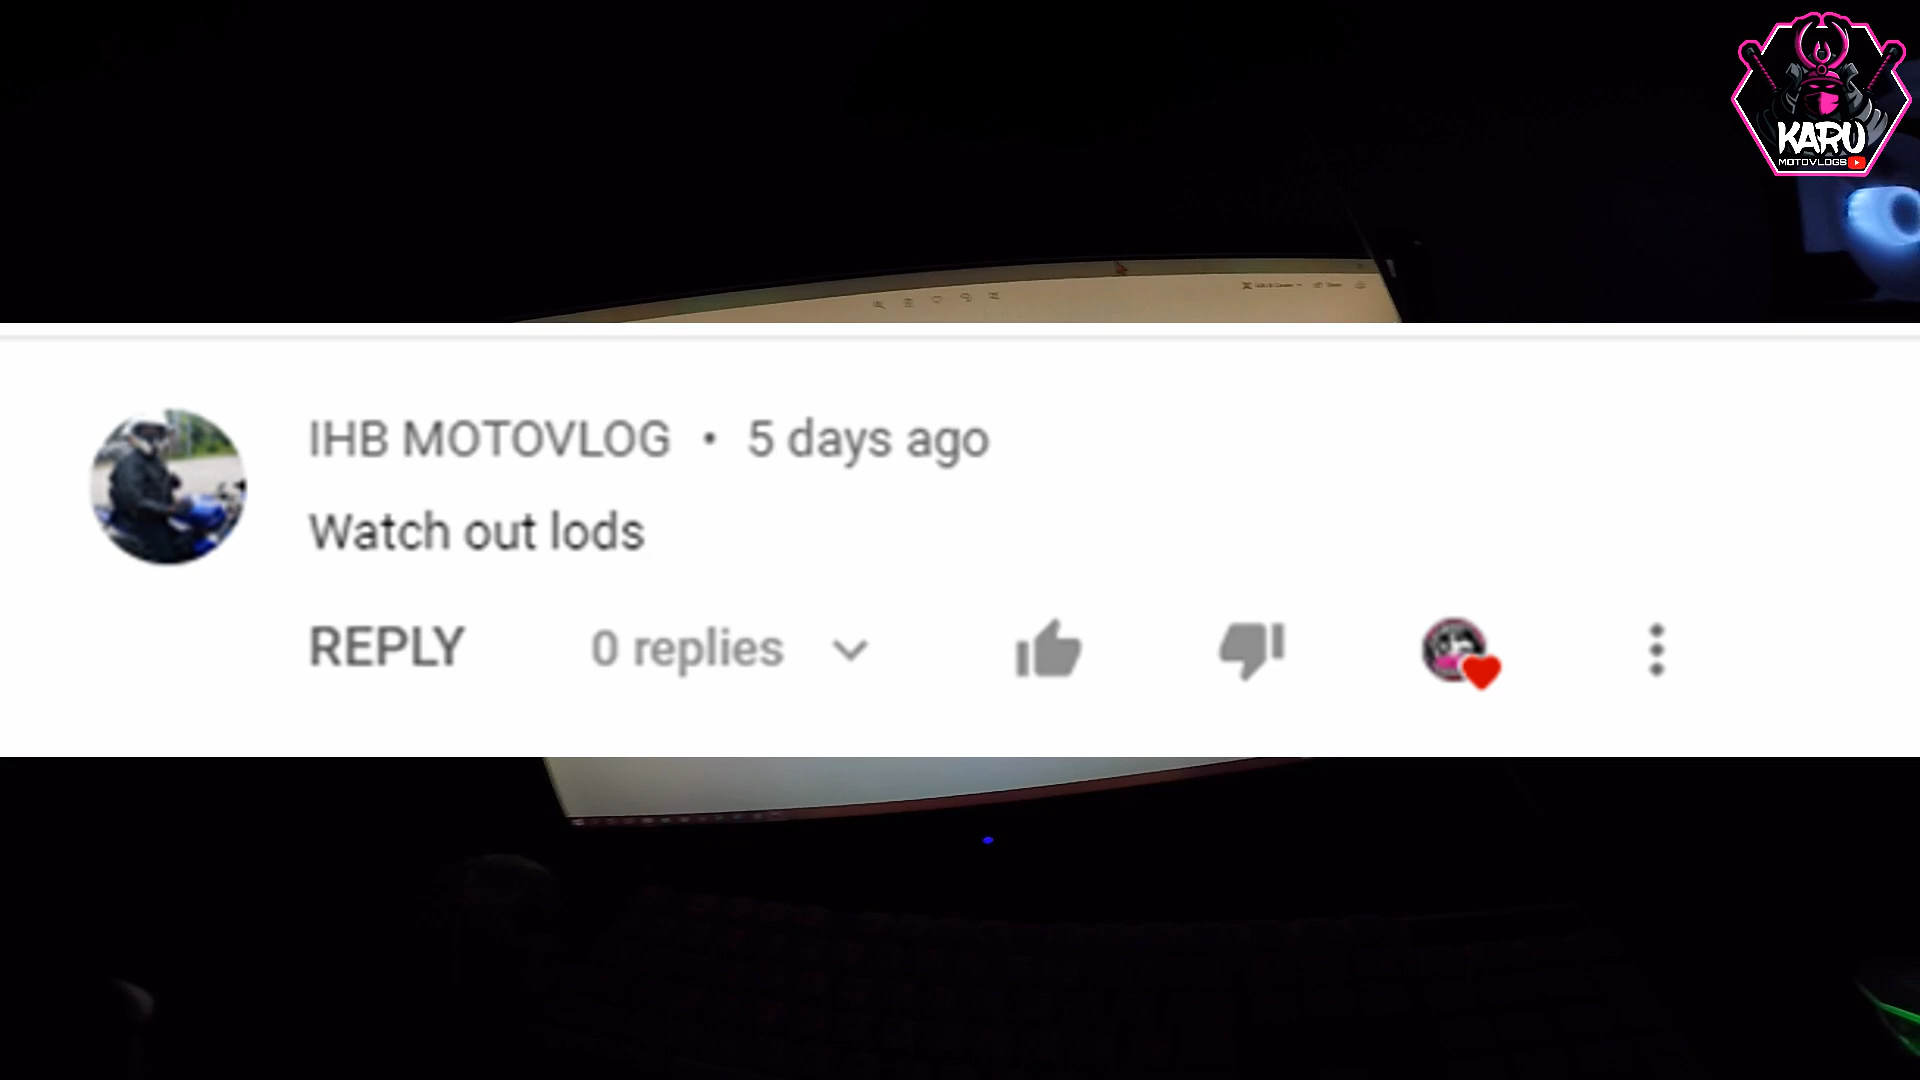 KARU
MOTOVLOGS
IHB MOTOVLOG • 5 days ago
Watch out lods
REPLY 0 replies